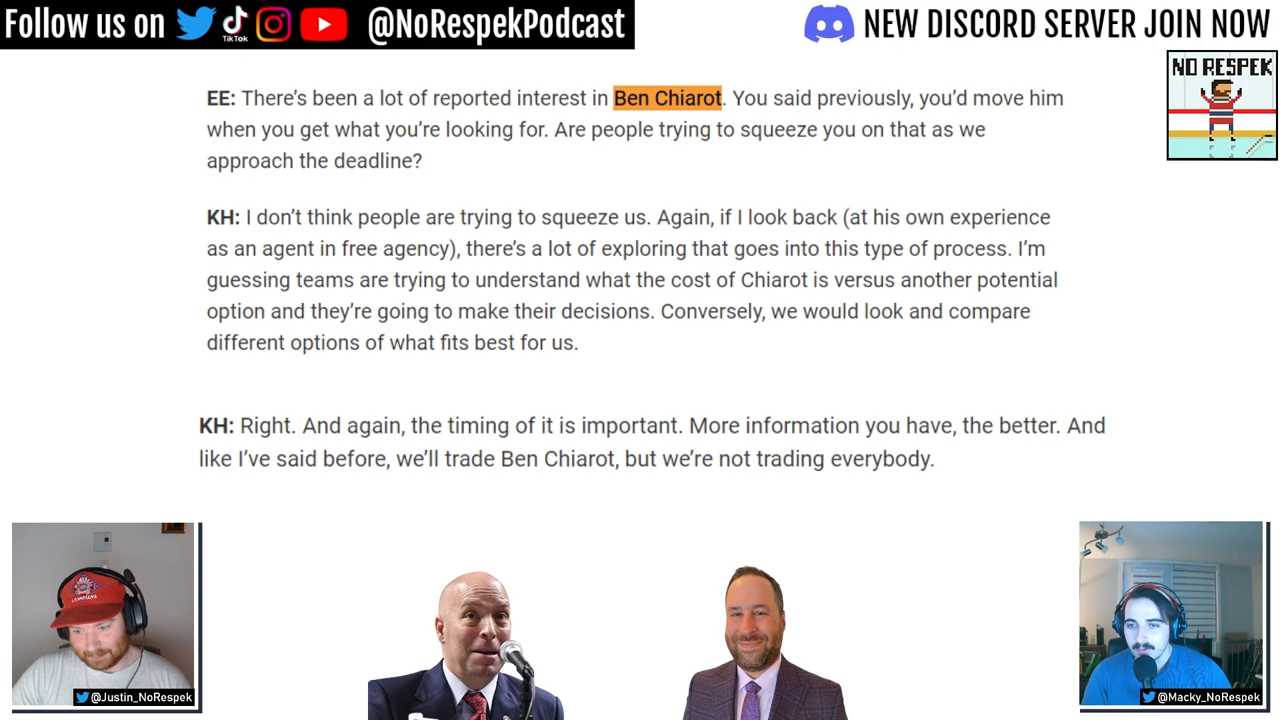 Follow us on @NoRespekPodcast NEW DISCORD SERVER JOIN NOW
TikTok
NO RESPEK
EE: There's been a lot of reported interest in Ben Chiarot. You said previously, you'd move him
when you get what you're looking for. Are people trying to squeeze you on that as we
approach the deadline?
KH: I don't think people are trying to squeeze us. Again, if I look back (at his own experience
as an agent in free agency), there's a lot of exploring that goes into this type of process. I'm
guessing teams are trying to understand what the cost of Chiarot is versus another potential
option and they're going to make their decisions. Conversely, we would look and compare
different options of what fits best for us.
KH: Right. And again, the timing of it is important. More information you have, the better. And
like I've said before, we'll trade Ben Chiarot, but we're not trading everybody.
@Justin_NoRespek
@Macky_NoRespek